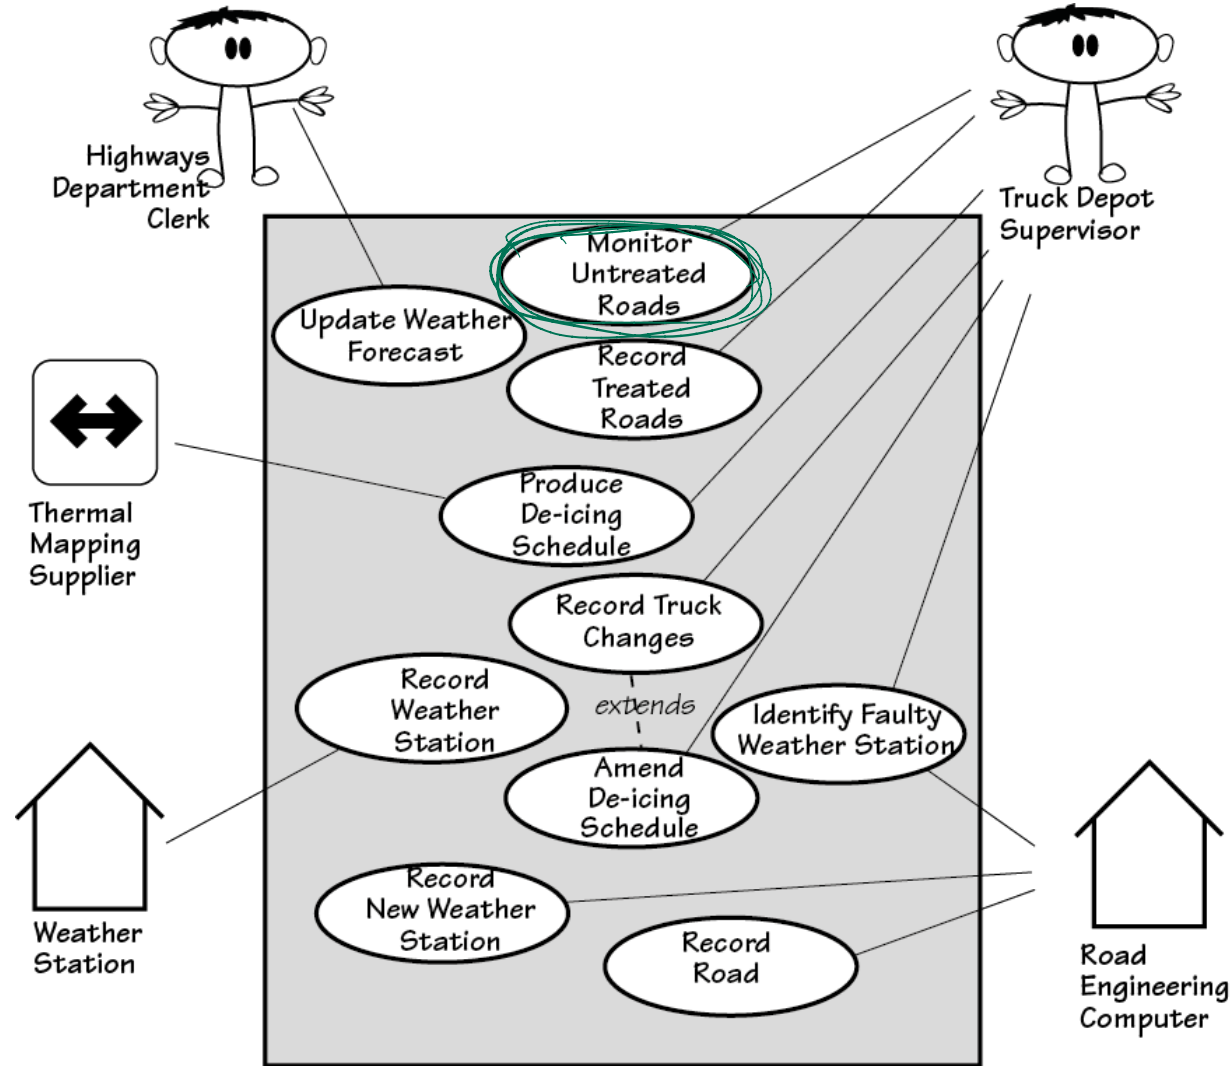 Highways
Department
Clerk
Truck Depot
Supervisor
Monitor
Untreated
Roads
Update Weather
Forecast
Record
Treated
Roads
Thermal
Mapping
Supplier
Produce
De-icing
Schedule
Record Truck
Changes
Record
Weather
Station
extends
Identify Faulty
Weather Station
Amend
De-icing
Schedule
Record
New Weather
Station
Record
Road
Weather
Station
Road
Engineering
Computer